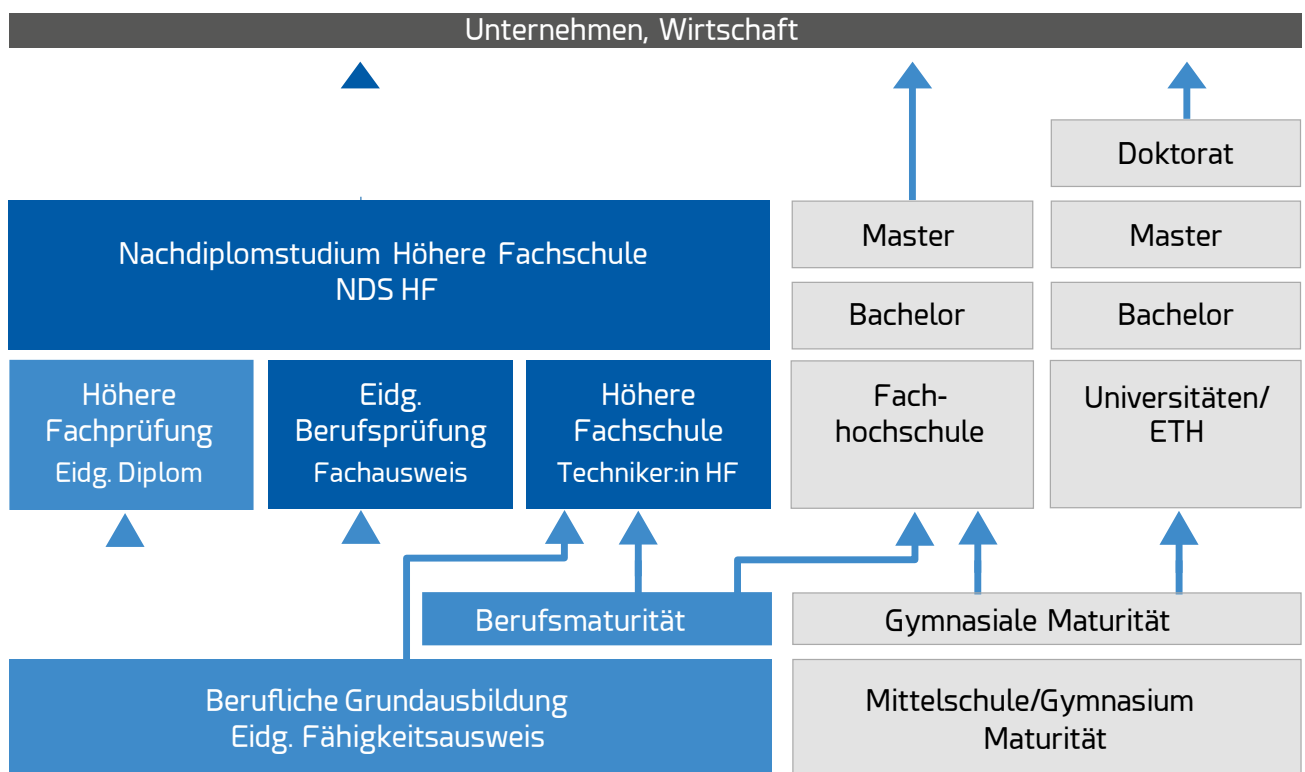 Unternehmen, Wirtschaft
Doktorat
Nachdiplomstudium Höhere Fachschule
NDS HF
Master
Master
Bachelor
Bachelor
Höhere
Fachprüfung
Eidg. Diplom
Eidg.
Berufsprüfung
Fachausweis
Höhere
Fachschule
Techniker:in HF
Fach-
hochschule
Universitäten/
ETH
Berufsmaturität
Gymnasiale Maturität
Berufliche Grundausbildung
Eidg. Fähigkeitsausweis
Mittelschule/Gymnasium
Maturität